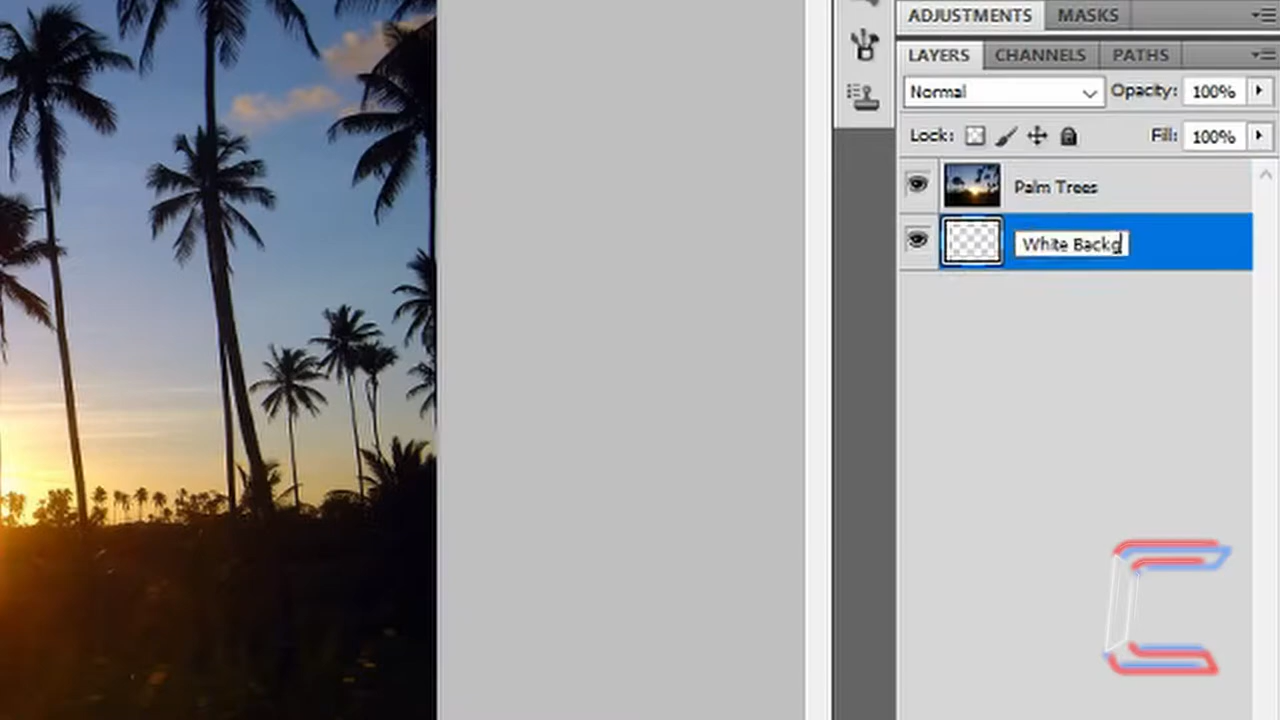 ADJUSTMENTS MASKS
LAYERS CHANNELS PATHS
Normal Opacity: 100%
Lock: Fill: 100%
Palm Trees
White Backg